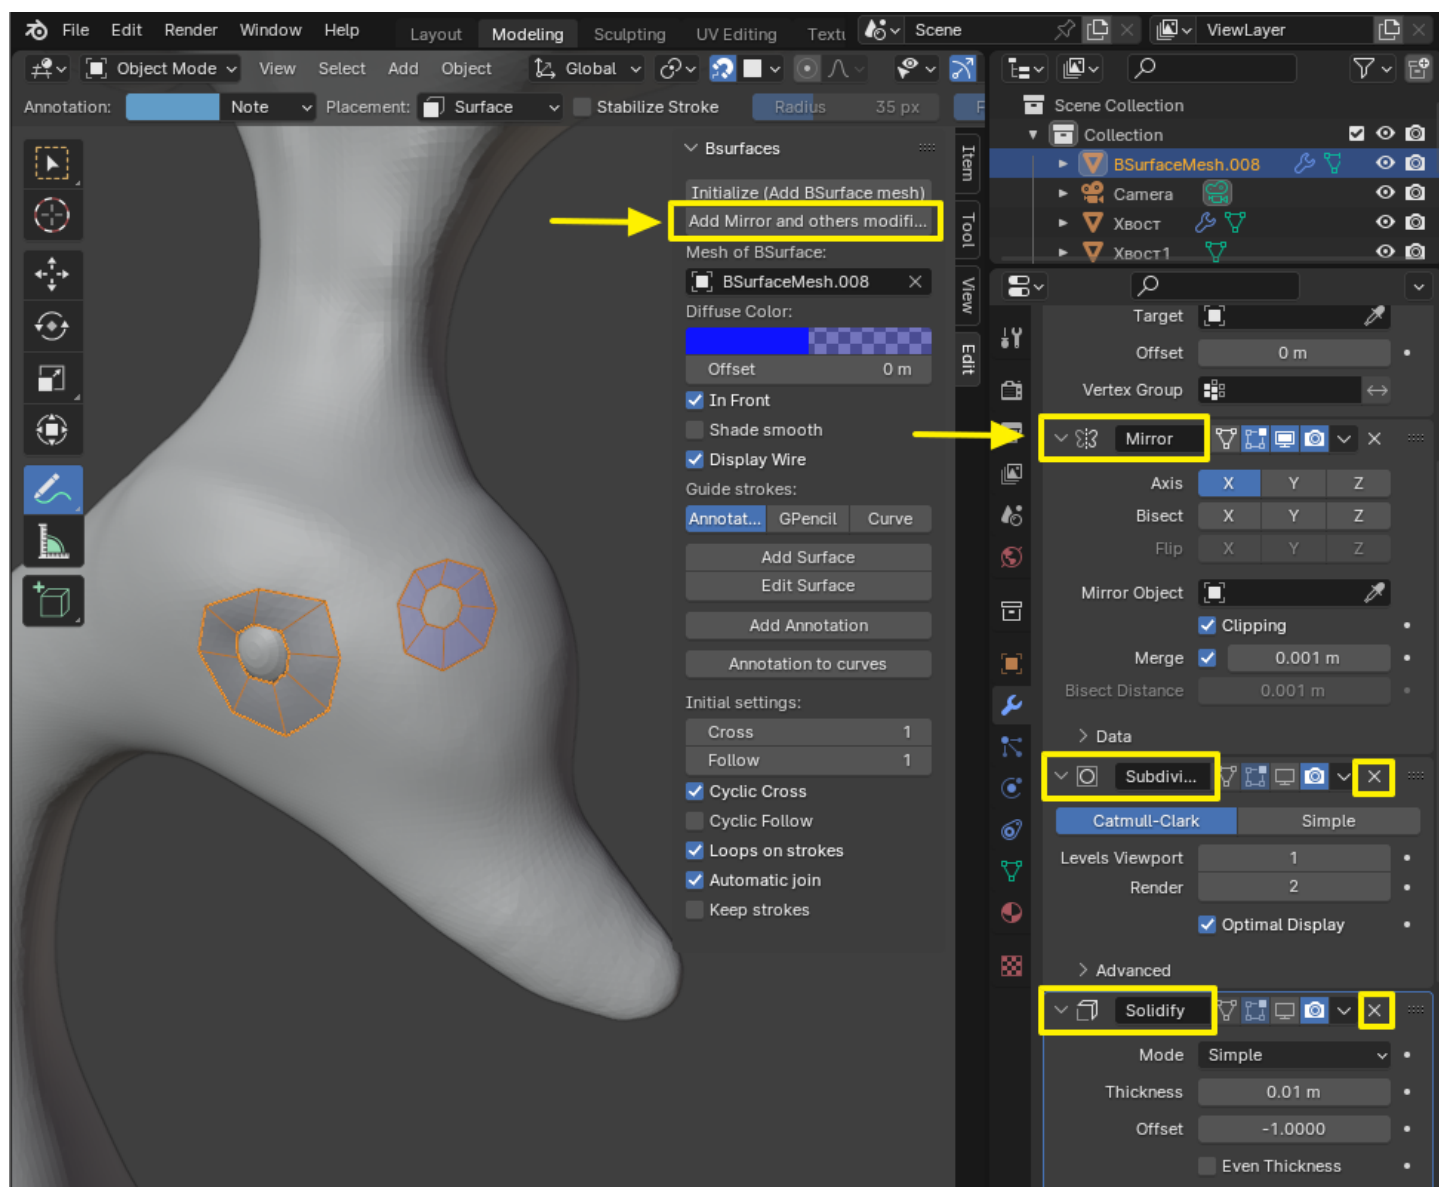 File Edit Render Window Help Layout Modeling Sculpting UV Editing Textu Scene ViewLayer
Object Mode View Select Add Object Global
Annotation: Note Placement: Surface Stabilize Stroke Radius 35 px
Scene Collection
Collection
BSurfaceMesh.008
Camera
Хвост
Хвост1
Bsurfaces
Initialize (Add BSurface mesh)
Add Mirror and others modifi...
Mesh of BSurface:
BSurfaceMesh.008
Diffuse Color:
Offset 0 m
In Front
Shade smooth
Display Wire
Guide strokes:
Annotat... GPencil Curve
Add Surface
Edit Surface
Add Annotation
Annotation to curves
Initial settings:
Cross 1
Follow 1
Cyclic Cross
Cyclic Follow
Loops on strokes
Automatic join
Keep strokes
Item
Tool
View
Edit
Target
Offset 0 m
Vertex Group
Mirror
Axis X Y Z
Bisect X Y Z
Flip X Y Z
Mirror Object
Clipping
Merge 0.001 m
Bisect Distance 0.001 m
Data
Subdivi...
Catmull-Clark Simple
Levels Viewport 1
Render 2
Optimal Display
Advanced
Solidify
Mode Simple
Thickness 0.01 m
Offset -1.0000
Even Thickness